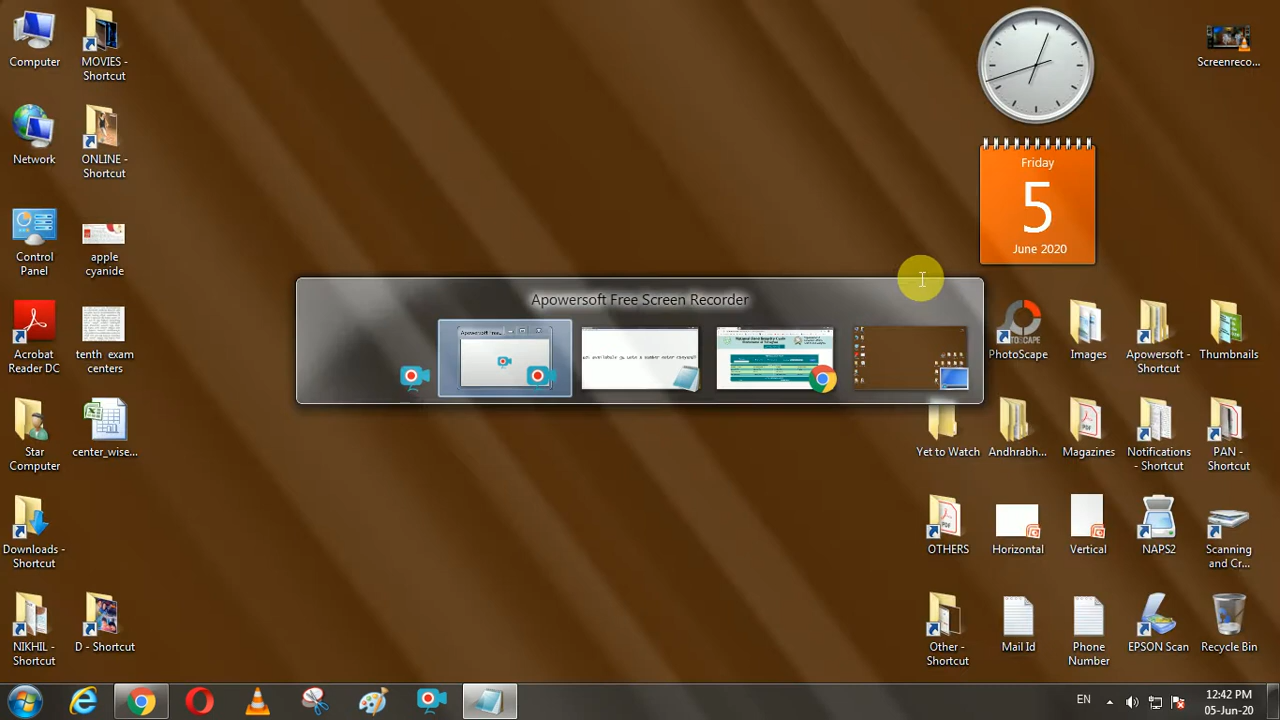 Computer
MOVIES -
Shortcut
Network
ONLINE -
Shortcut
Control
Panel
apple
cyanide
Acrobat
Reader DC
tenth_exam
centers
Star
Computer
center_wise...
Downloads -
Shortcut
NIKHIL -
Shortcut
D - Shortcut
Friday
5
June 2020
Screenreco...
Apowersoft Free Screen Recorder
PhotoScape
Images
Apowersoft -
Shortcut
Thumbnails
Yet to Watch
Andhrabh...
Magazines
Notifications
- Shortcut
PAN -
Shortcut
OTHERS
Horizontal
Vertical
NAPS2
Scanning
and Cr...
Other -
Shortcut
Mail Id
Phone
Number
EPSON Scan
Recycle Bin
EN
12:42 PM
05-Jun-20